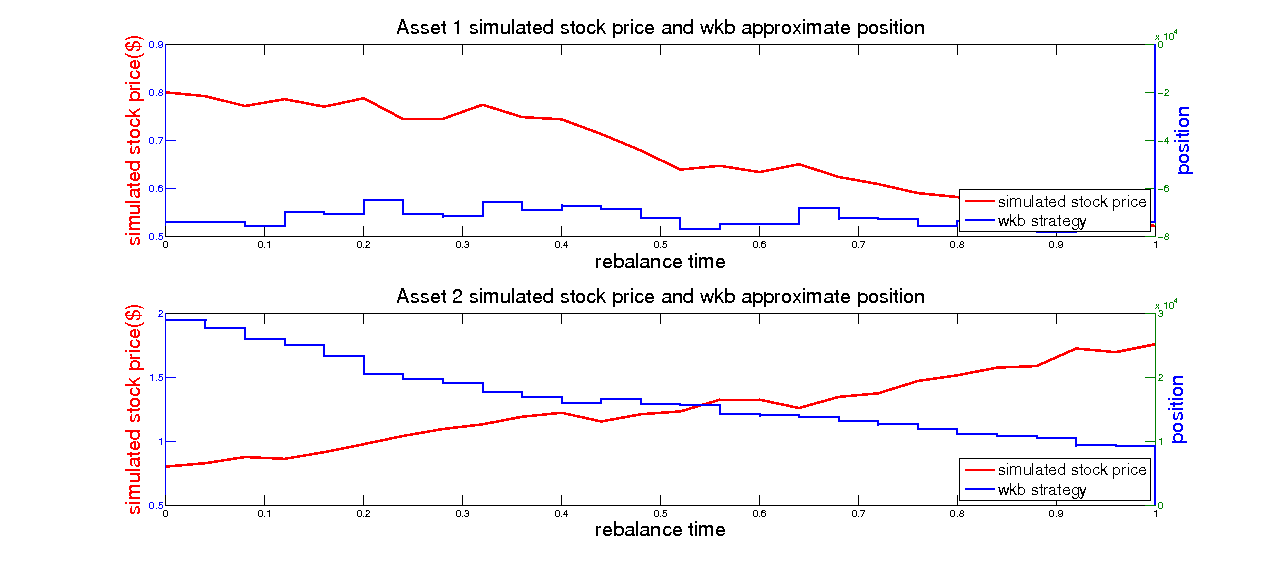 Asset 1 simulated stock price and wkb approximate position
simulated stock price($)
0.9
0.8
0.7
0.6
0.5
x 10^4
0
−2
−4
−6
−8
position
simulated stock price
wkb strategy
0 0.1 0.2 0.3 0.4 0.5 0.6 0.7 0.8 0.9 1
rebalance time
Asset 2 simulated stock price and wkb approximate position
simulated stock price($)
2
1.5
1
0.5
x 10^4
3
2
1
0
position
simulated stock price
wkb strategy
0 0.1 0.2 0.3 0.4 0.5 0.6 0.7 0.8 0.9 1
rebalance time